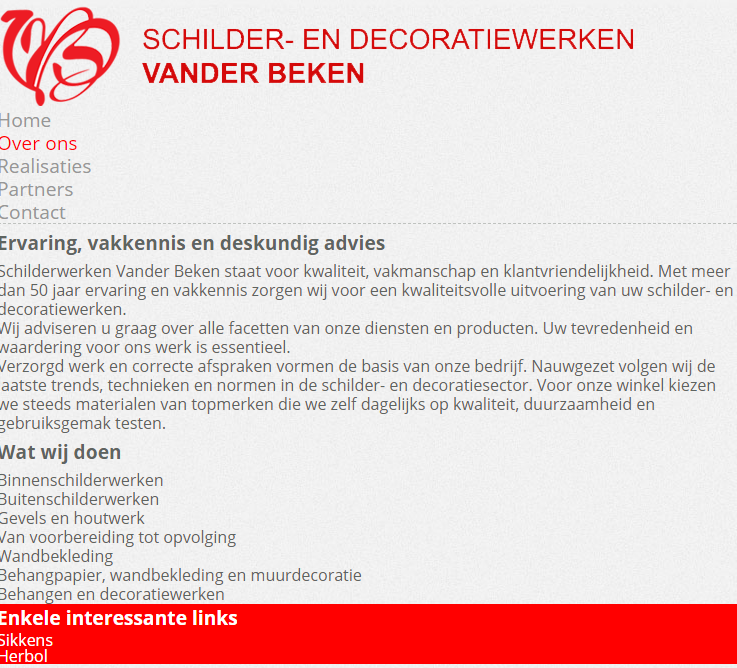 SCHILDER- EN DECORATIEWERKEN
VANDER BEKEN
Home
Over ons
Realisaties
Partners
Contact
Ervaring, vakkennis en deskundig advies
Schilderwerken Vander Beken staat voor kwaliteit, vakmanschap en klantvriendelijkheid. Met meer
dan 50 jaar ervaring en vakkennis zorgen wij voor een kwaliteitsvolle uitvoering van uw schilder- en
decoratiewerken.
Wij adviseren u graag over alle facetten van onze diensten en producten. Uw tevredenheid en
waardering voor ons werk is essentieel.
Verzorgd werk en correcte afspraken vormen de basis van onze bedrijf. Nauwgezet volgen wij de
laatste trends, technieken en normen in de schilder- en decoratiesector. Voor onze winkel kiezen
we steeds materialen van topmerken die we zelf dagelijks op kwaliteit, duurzaamheid en
gebruiksgemak testen.
Wat wij doen
Binnenschilderwerken
Buitenschilderwerken
Gevels en houtwerk
Van voorbereiding tot opvolging
Wandbekleding
Behangpapier, wandbekleding en muurdecoratie
Behangen en decoratiewerken
Enkele interessante links
Sikkens
Herbol